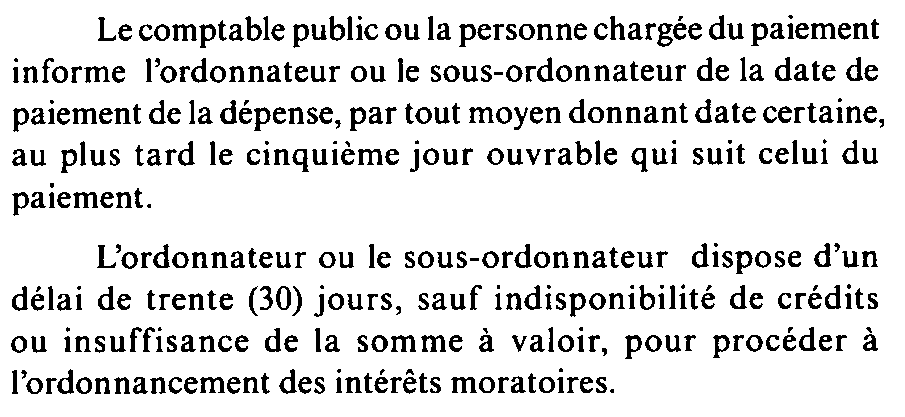 Le comptable public ou la personne chargée du paiement
informe l'ordonnateur ou le sous-ordonnateur de la date de
paiement de la dépense, par tout moyen donnant date certaine,
au plus tard le cinquième jour ouvrable qui suit celui du
paiement.
L'ordonnateur ou le sous-ordonnateur dispose d'un
délai de trente (30) jours, sauf indisponibilité de crédits
ou insuffisance de la somme à valoir, pour procéder à
l'ordonnancement des intérêts moratoires.